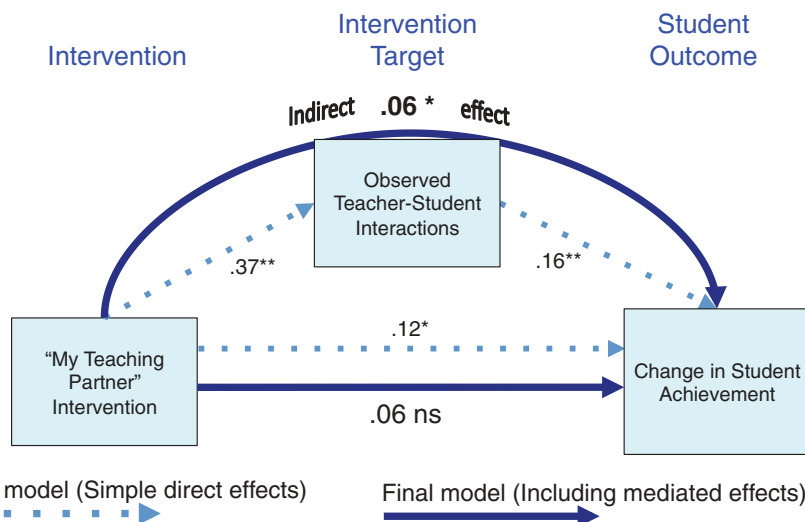 Intervention
Intervention
Target
Student
Outcome
Indirect .06 * effect
Observed
Teacher-Student
Interactions
.37**
.16**
.12*
“My Teaching
Partner”
Intervention
Change in Student
Achievement
.06 ns
model (Simple direct effects)
Final model (Including mediated effects)